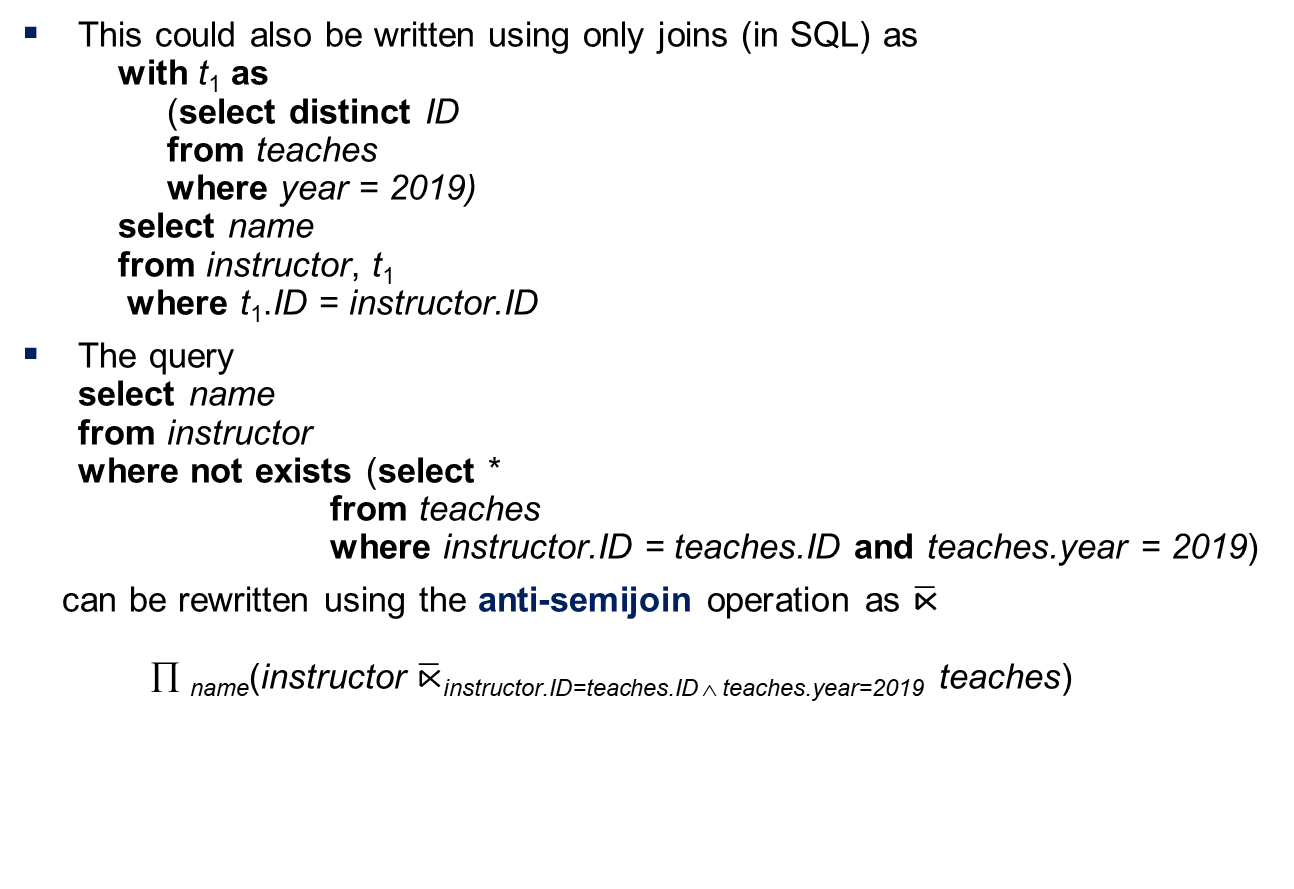 ▪ This could also be written using only joins (in SQL) as
with t₁ as
(select distinct ID
from teaches
where year = 2019)
select name
from instructor, t₁
where t₁.ID = instructor.ID
▪ The query
select name
from instructor
where not exists (select *
from teaches
where instructor.ID = teaches.ID and teaches.year = 2019)
can be rewritten using the anti-semijoin operation as ⋉̅
∏ name(instructor ⋉̅ instructor.ID=teaches.ID ∧ teaches.year=2019 teaches)